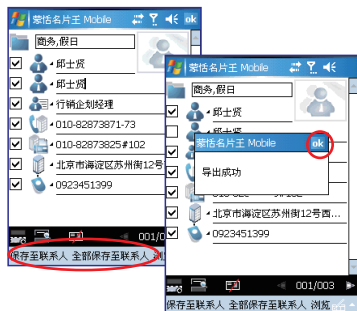 蒙恬名片王 Mobile ok
商务,假日
邱士贤
邱士贤
行销企划经理
010-82873871-73
010-82873825#102
北京市海淀区苏州街12号
0923451399
001/0
保存至联系人 全部保存至联系人 浏
蒙恬名片王 Mobile ok
商务,假日
邱士贤
蒙恬名片王 Mobile ok
导出成功
北京市海淀区苏州街12号西...
0923451399
001/003
保存至联系人 全部保存至联系人 浏览